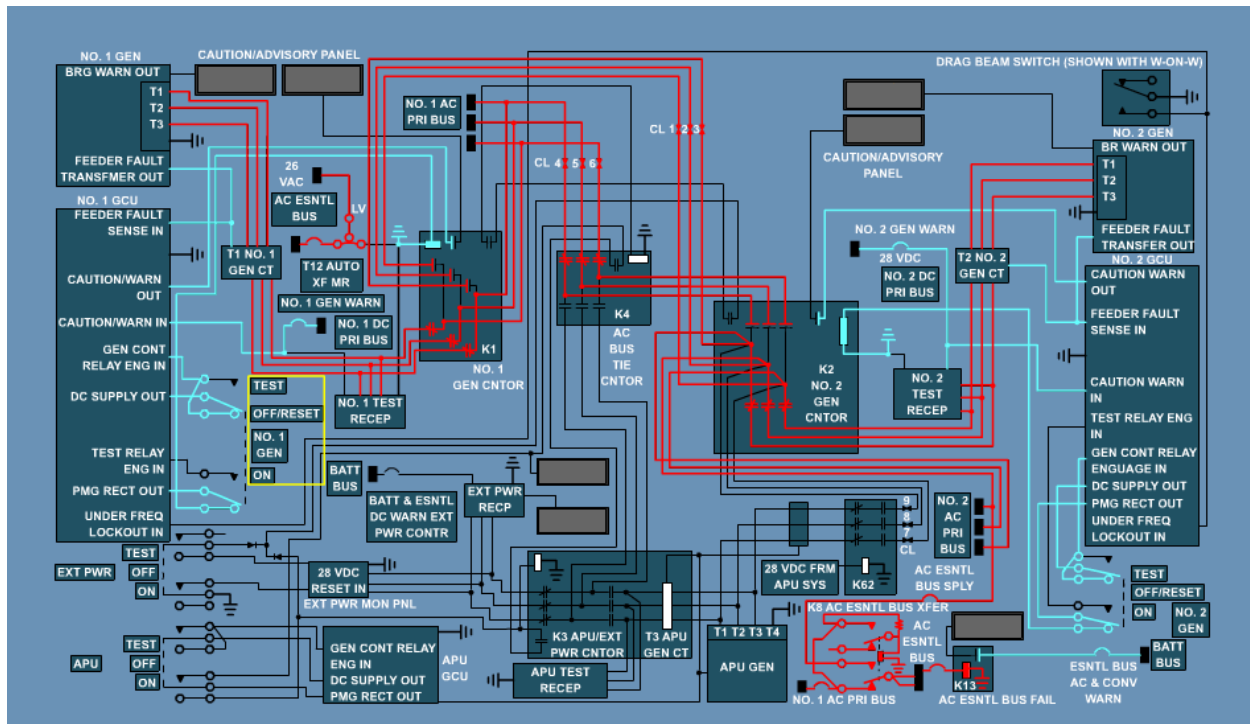 NO. 1 GEN
BRG WARN OUT
T1
T2
T3
FEEDER FAULT
TRANSFMER OUT
NO. 1 GCU
FEEDER FAULT
SENSE IN
CAUTION/WARN
OUT
CAUTION/WARN IN
GEN CONT
RELAY ENG IN
DC SUPPLY OUT
TEST RELAY
ENG IN
PMG RECT OUT
UNDER FREQ
LOCKOUT IN
CAUTION/ADVISORY PANEL
NO. 1 AC
PRI BUS
26
VAC
AC ESNTL
BUS
LV
T1 NO. 1
GEN CT
T12 AUTO
XF MR
NO. 1 GEN WARN
NO. 1 DC
PRI BUS
K1
NO. 1
GEN CNTOR
NO. 1 TEST
RECEP
TEST
OFF/RESET
NO. 1
GEN
ON
BATT
BUS
BATT & ESNTL
DC WARN EXT
PWR CONTR
EXT PWR
RECP
CL 1 2 3
CL 4 5 6
K4
AC
BUS
TIE
CNTOR
CAUTION/ADVISORY
PANEL
DRAG BEAM SWITCH (SHOWN WITH W-ON-W)
NO. 2 GEN
BR WARN OUT
T1
T2
T3
FEEDER FAULT
TRANSFER OUT
NO. 2 GCU
CAUTION WARN
OUT
FEEDER FAULT
SENSE IN
CAUTION WARN
IN
TEST RELAY ENG
IN
GEN CONT RELAY
ENGUAGE IN
DC SUPPLY OUT
PMG RECT OUT
UNDER FREQ
LOCKOUT IN
NO. 2 GEN WARN
28 VDC
NO. 2 DC
PRI BUS
T2 NO. 2
GEN CT
K2
NO. 2
GEN
CNTOR
NO. 2
TEST
RECEP
9
8
7
CL
NO. 2
AC
PRI
BUS
AC ESNTL
BUS SPLY
28 VDC FRM
APU SYS
K62
EXT PWR
TEST
OFF
ON
28 VDC
RESET IN
EXT PWR MON PNL
APU
TEST
OFF
ON
GEN CONT RELAY
ENG IN
DC SUPPLY OUT
PMG RECT OUT
APU
GCU
K3 APU/EXT
PWR CNTOR
T3 APU
GEN CT
APU TEST
RECEP
T1 T2 T3 T4
APU GEN
K8 AC ESNTL BUS XFER
AC
ESNTL
BUS
NO. 1 AC PRI BUS
K13
AC ESNTL BUS FAIL
ESNTL BUS
AC & CONV
WARN
BATT
BUS
TEST
OFF/RESET
ON
NO. 2
GEN